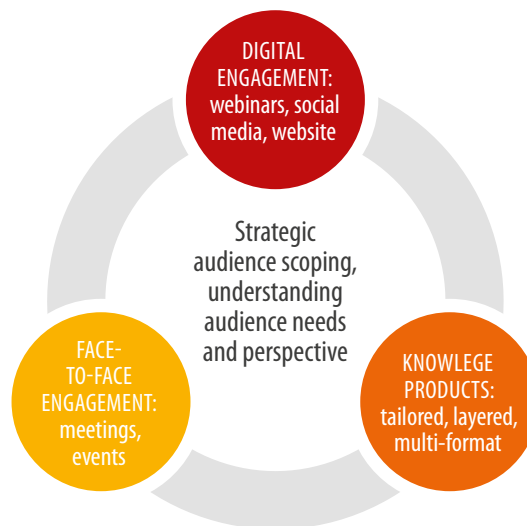 DIGITAL
ENGAGEMENT:
webinars, social
media, website
Strategic
audience scoping,
understanding
audience needs
and perspective
FACE-
TO-FACE
ENGAGEMENT:
meetings,
events
KNOWLEGE
PRODUCTS:
tailored, layered,
multi-format